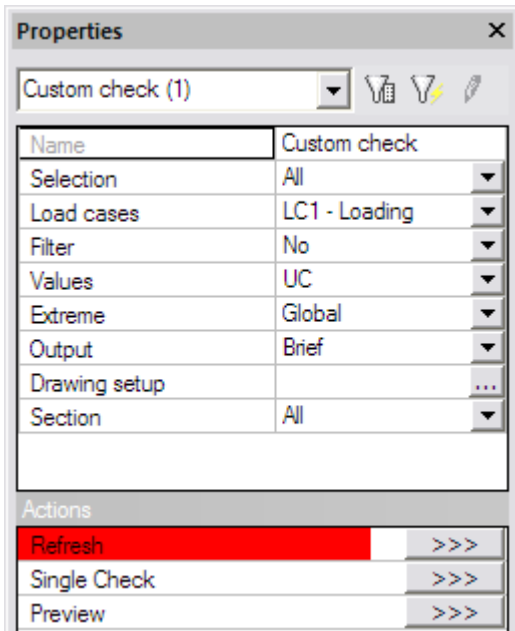 Properties
Custom check (1)
Name Custom check
Selection All
Load cases LC1 - Loading
Filter No
Values UC
Extreme Global
Output Brief
Drawing setup ...
Section All
Actions
Refresh >>>
Single Check >>>
Preview >>>